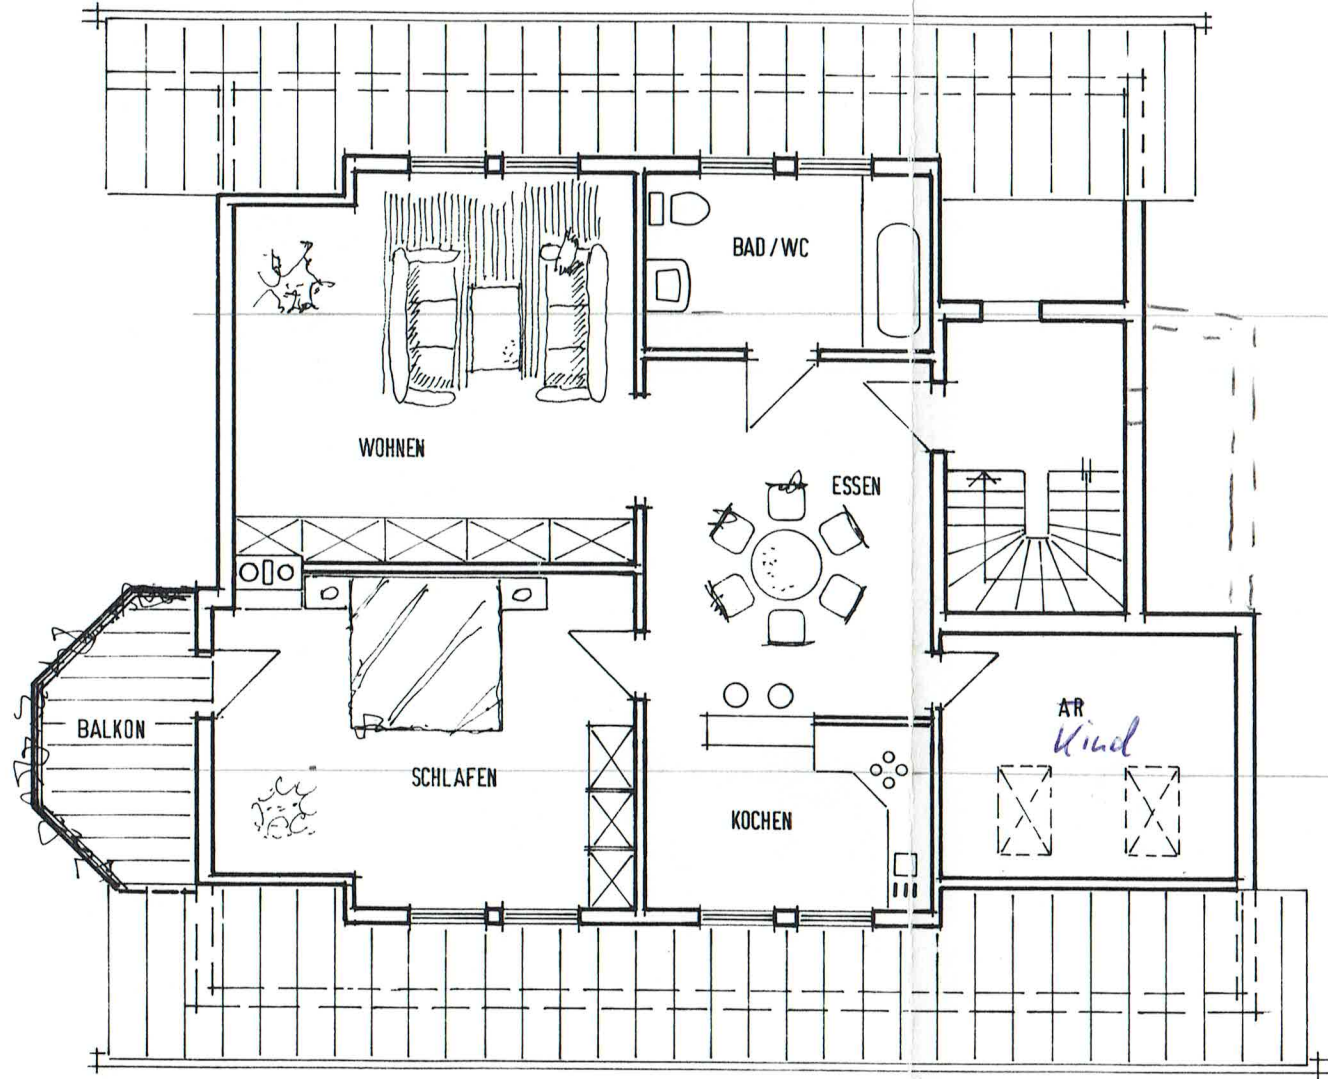 BAD/WC
WOHNEN
ESSEN
AR
Kind
BALKON
SCHLAFEN
KOCHEN